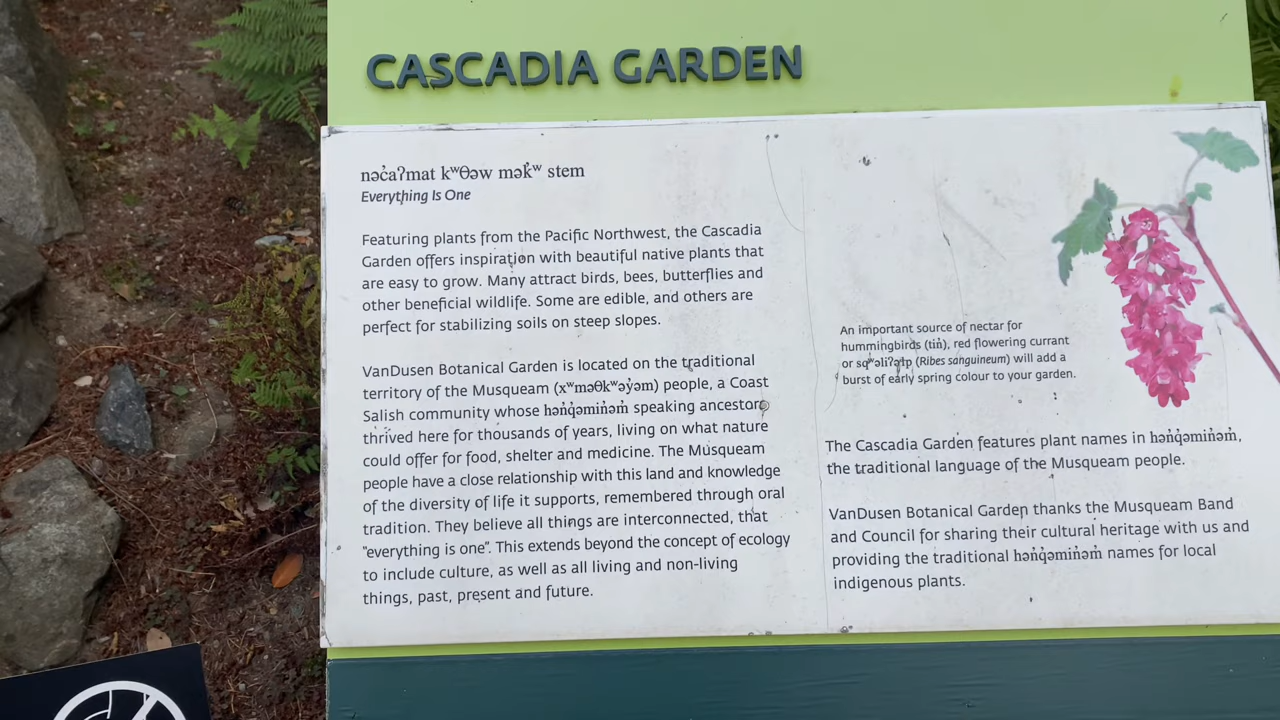 CASCADIA GARDEN
nəc̓aʔmat kʷθəw mək̓ʷ stem
Everything Is One
Featuring plants from the Pacific Northwest, the Cascadia
Garden offers inspiration with beautiful native plants that
are easy to grow. Many attract birds, bees, butterflies and
other beneficial wildlife. Some are edible, and others are
perfect for stabilizing soils on steep slopes.
VanDusen Botanical Garden is located on the traditional
territory of the Musqueam (xʷməθkʷəy̓əm) people, a Coast
Salish community whose hən̓q̓əmin̓əm̓ speaking ancestors
thrived here for thousands of years, living on what nature
could offer for food, shelter and medicine. The Musqueam
people have a close relationship with this land and knowledge
of the diversity of life it supports, remembered through oral
tradition. They believe all things are interconnected, that
"everything is one". This extends beyond the concept of ecology
to include culture, as well as all living and non-living
things, past, present and future.
An important source of nectar for
hummingbirds (tin̓), red flowering currant
or (Ribes sanguineum) will add a
burst of early spring colour to your garden.
The Cascadia Garden features plant names in hən̓q̓əmin̓əm̓,
the traditional language of the Musqueam people.
VanDusen Botanical Garden thanks the Musqueam Band
and Council for sharing their cultural heritage with us and
providing the traditional hən̓q̓əmin̓əm̓ names for local
indigenous plants.